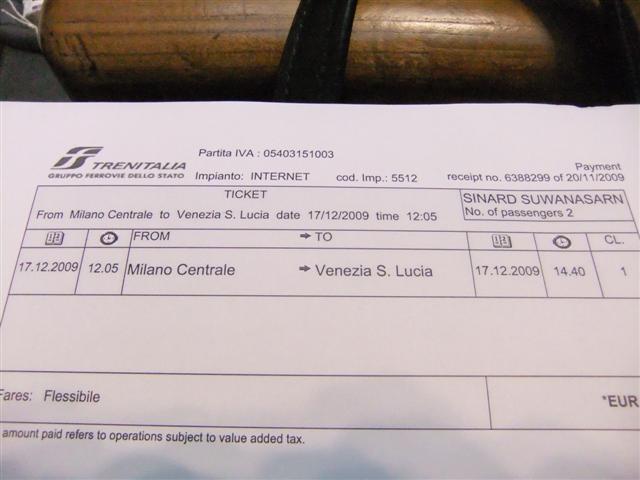 TRENITALIA
GRUPPO FERROVIE DELLO STATO
Partita IVA : 05403151003
Impianto: INTERNET cod. Imp.: 5512
Payment
receipt no. 6388299 of 20/11/2009
TICKET
From Milano Centrale to Venezia S. Lucia date 17/12/2009 time 12:05
SINARD SUWANASARN
No. of passengers 2
FROM ➔ TO CL.
17.12.2009 12.05 Milano Centrale ➔ Venezia S. Lucia 17.12.2009 14.40 1
Fares: Flessibile
*EUR
amount paid refers to operations subject to value added tax.